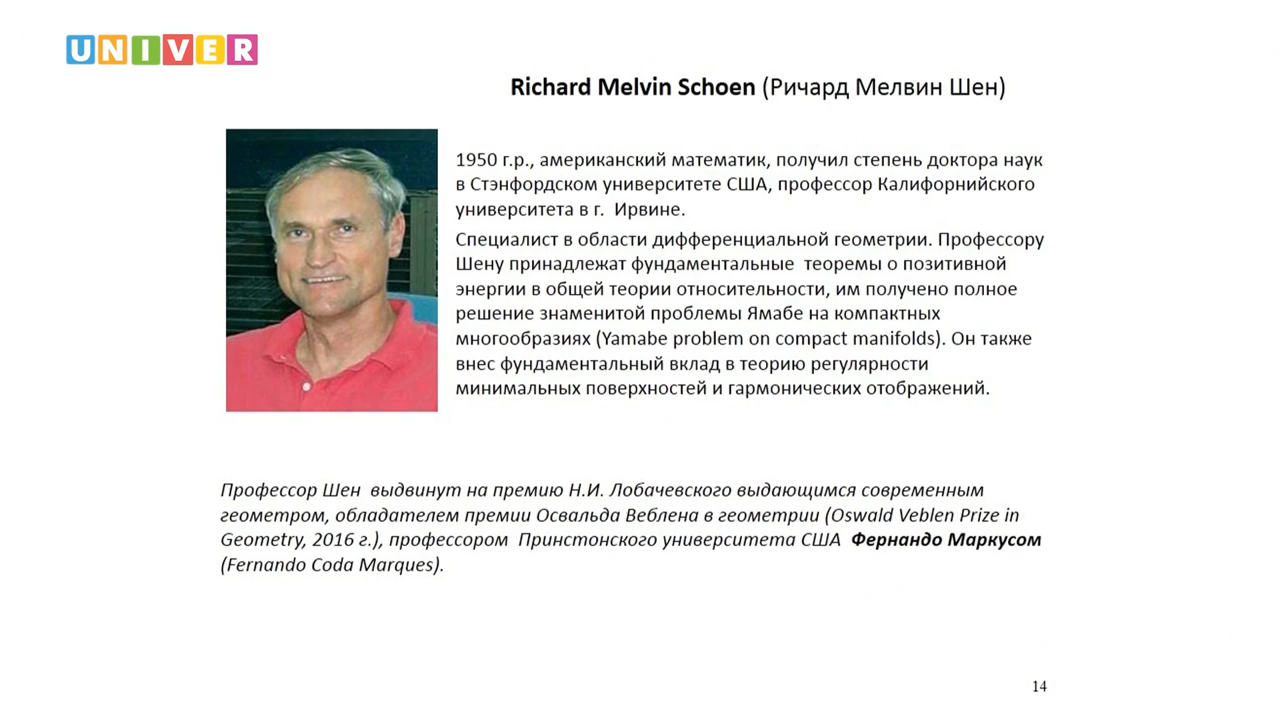 UNIVER
Richard Melvin Schoen (Ричард Мелвин Шен)
1950 г.р., американский математик, получил степень доктора наук
в Стэнфордском университете США, профессор Калифорнийского
университета в г. Ирвине.
Специалист в области дифференциальной геометрии. Профессору
Шену принадлежат фундаментальные теоремы о позитивной
энергии в общей теории относительности, им получено полное
решение знаменитой проблемы Ямабе на компактных
многообразиях (Yamabe problem on compact manifolds). Он также
внес фундаментальный вклад в теорию регулярности
минимальных поверхностей и гармонических отображений.
Профессор Шен выдвинут на премию Н.И. Лобачевского выдающимся современным
геометром, обладателем премии Освальда Веблена в геометрии (Oswald Veblen Prize in
Geometry, 2016 г.), профессором Принстонского университета США Фернандо Маркусом
(Fernando Coda Marques).
14